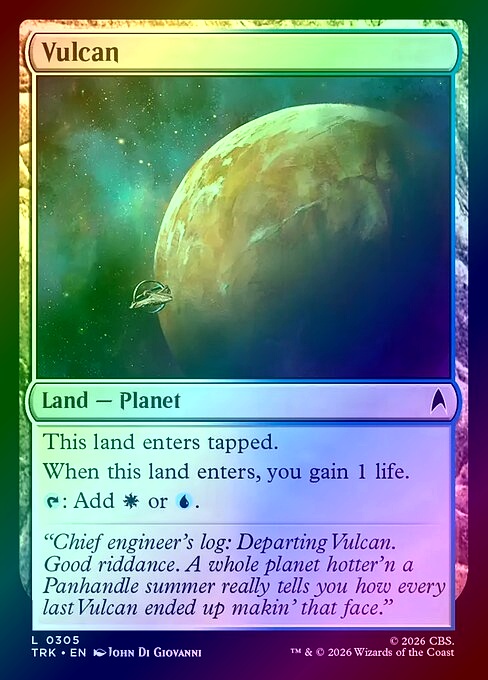 Vulcan
Land — Planet
This land enters tapped.
When this land enters, you gain 1 life.
: Add or .
“Chief engineer’s log: Departing Vulcan.
Good riddance. A whole planet hotter’n a
Panhandle summer really tells you how every
last Vulcan ended up makin’ that face.”
L 0305
TRK • EN John Di Giovanni
© 2026 CBS.
™ & © 2026 Wizards of the Coast